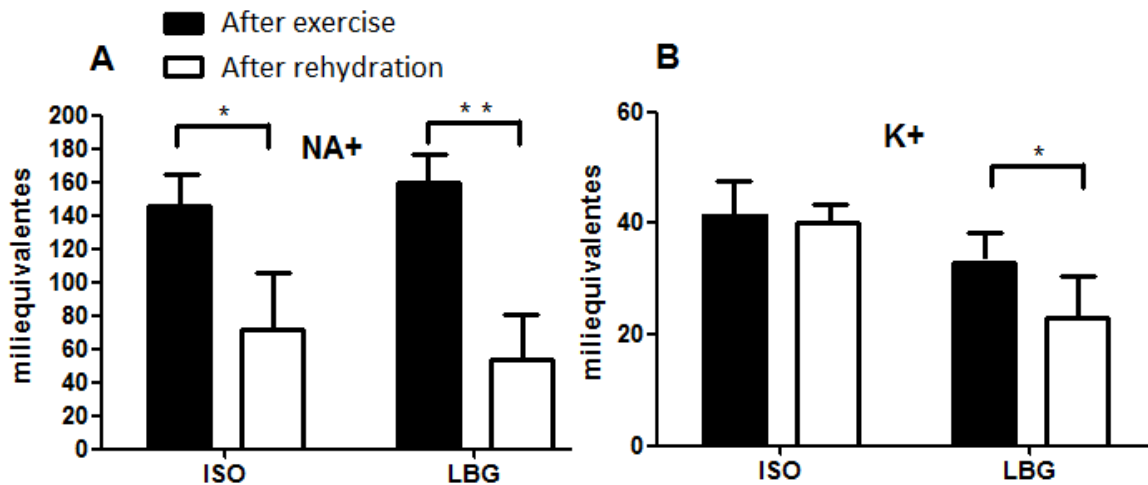 After exercise
After rehydration
A
B
*
* *
NA+
K+
*
miliequivalentes
200
180
160
140
120
100
80
60
40
20
0
ISO
LBG
miliequivalentes
60
40
20
0
ISO
LBG